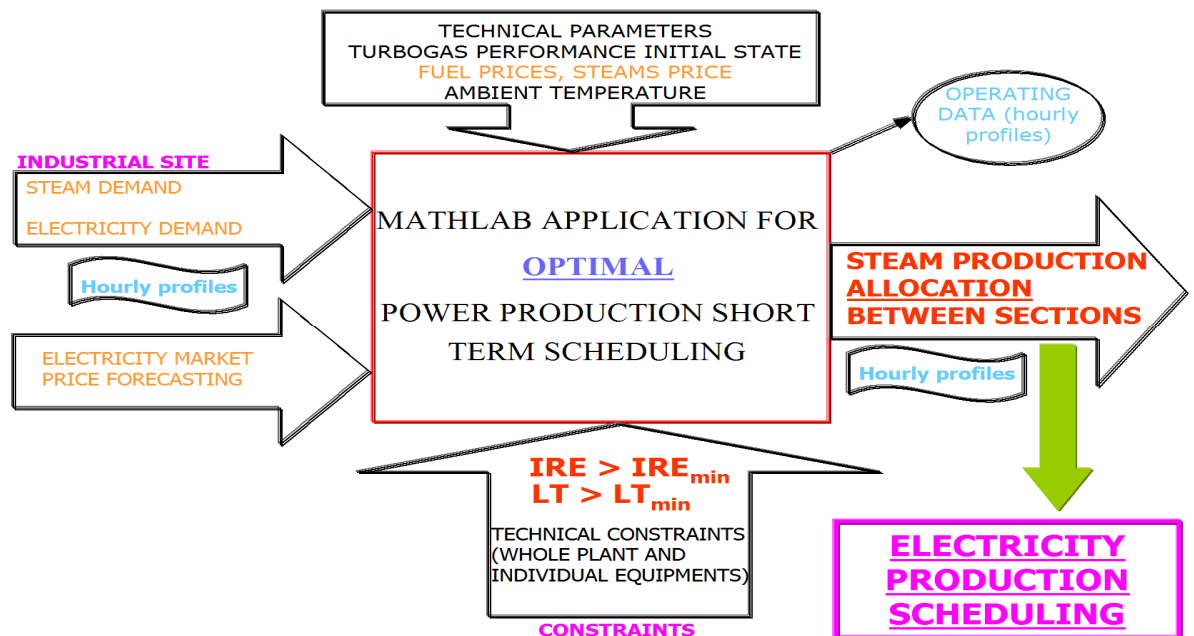 TECHNICAL PARAMETERS
TURBOGAS PERFORMANCE INITIAL STATE
FUEL PRICES, STEAMS PRICE
AMBIENT TEMPERATURE
OPERATING
DATA (hourly
profiles)
INDUSTRIAL SITE
STEAM DEMAND
ELECTRICITY DEMAND
Hourly profiles
ELECTRICITY MARKET
PRICE FORECASTING
MATHLAB APPLICATION FOR
OPTIMAL
POWER PRODUCTION SHORT
TERM SCHEDULING
STEAM PRODUCTION
ALLOCATION
BETWEEN SECTIONS
Hourly profiles
IRE > IREmin
LT > LTmin
TECHNICAL CONSTRAINTS
(WHOLE PLANT AND
INDIVIDUAL EQUIPMENTS)
CONSTRAINTS
ELECTRICITY
PRODUCTION
SCHEDULING